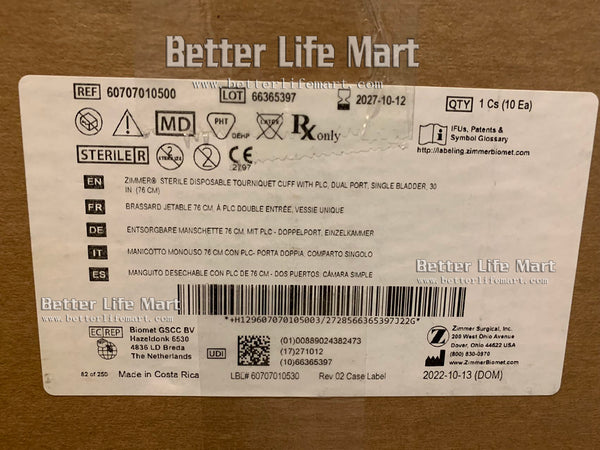 Better Life Mart
www.betterlifemart.com
REF 60707010500
LOT 66365397
2027-10-12
QTY 1 Cs (10 Ea)
MD
PHT
DEHP
LATEX
Rx only
IFUs, Patents &
Symbol Glossary
http://labeling.zimmerbiomet.com
STERILE R
2
CE
2797
EN ZIMMER® STERILE DISPOSABLE TOURNIQUET CUFF WITH PLC, DUAL PORT, SINGLE BLADDER, 30
IN (76 CM)
FR BRASSARD JETABLE 76 CM, À PLC DOUBLE ENTRÉE, VESSIE UNIQUE
DE ENTSORGBARE MANSCHETTE 76 CM, MIT PLC - DOPPELPORT, EINZELKAMMER
IT MANICOTTO MONOUSO 76 CM CON PLC- PORTA DOPPIA, COMPARTO SINGOLO
ES MANGUITO DESECHABLE CON PLC DE 76 CM - DOS PUERTOS, CÁMARA SIMPLE
Better Life Mart
www.betterlifemart.com
Better Life Mart
www.betterlifemart.com
*+H129607070105003/2728566365397J22G*
EC REP Biomet GSCC BV
Hazeldonk 6530
4836 LD Breda
The Netherlands
UDI
(01)00889024382473
(17)271012
(10)66365397
Zimmer Surgical, Inc.
200 West Ohio Avenue
Dover, Ohio 44622 USA
(800) 830-0970
www.ZimmerBiomet.com
62 of 250
Made in Costa Rica
LBL# 60707010530
Rev 02 Case Label
2022-10-13 (DOM)